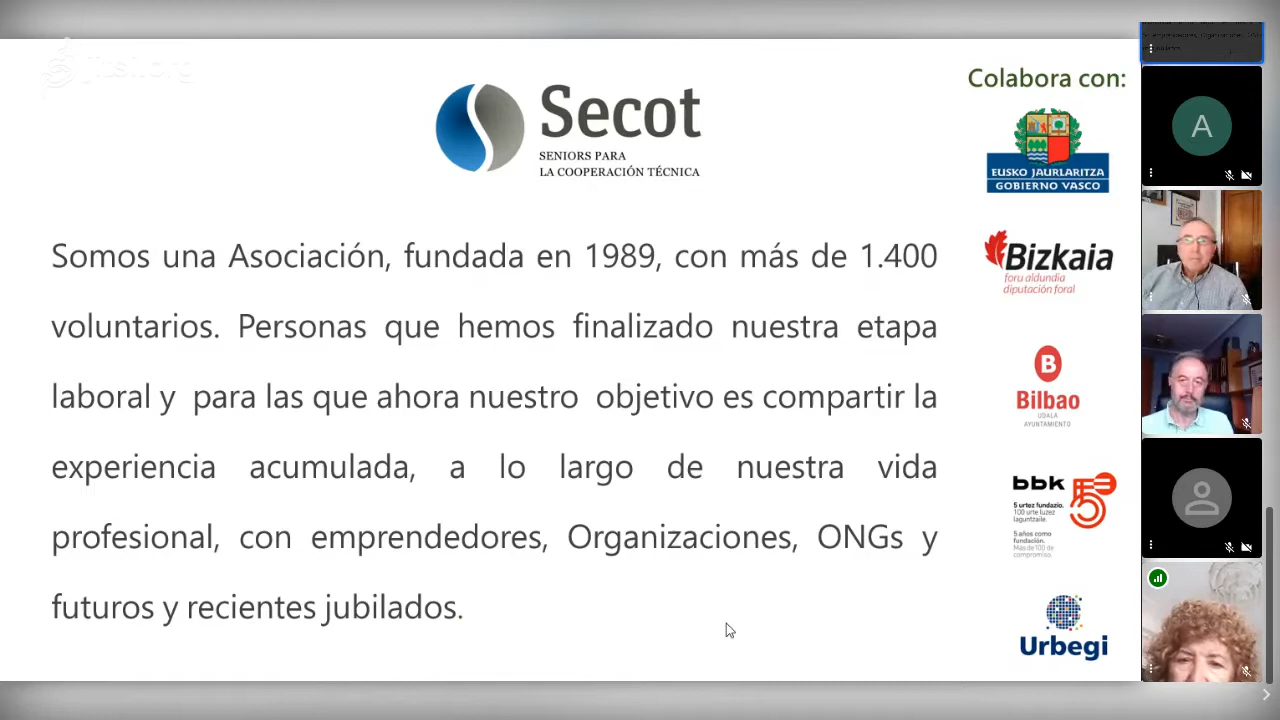 jitsi.org
Secot
SENIORS PARA
LA COOPERACIÓN TÉCNICA
Somos una Asociación, fundada en 1989, con más de 1.400
voluntarios. Personas que hemos finalizado nuestra etapa
laboral y para las que ahora nuestro objetivo es compartir la
experiencia acumulada, a lo largo de nuestra vida
profesional, con emprendedores, Organizaciones, ONGs y
futuros y recientes jubilados.
Colabora con:
EUSKO JAURLARITZA
GOBIERNO VASCO
Bizkaia
foru aldundia
diputación foral
B
Bilbao
UDALA
AYUNTAMIENTO
bbk
5
5 urtez fundazio.
100 urte luzez
laguntzaile.
5 años como
fundación.
Más de 100 de
compromiso.
Urbegi
A